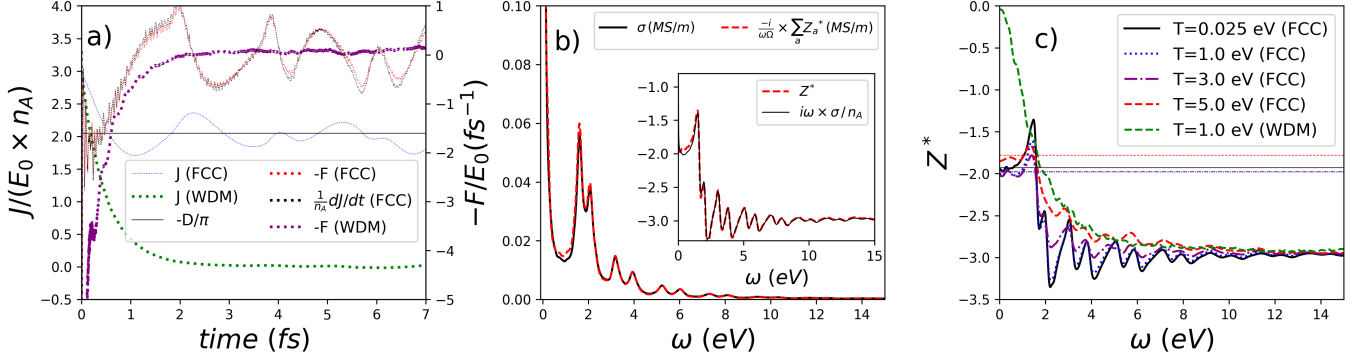 a)
J/(E₀ × n_A)
4.0
3.5
3.0
2.5
2.0
1.5
1.0
0.5
0.0
−0.5
1
0
−1
−2
−3
−4
−5
−F/E₀(fs⁻¹)
J (FCC)
J (WDM)
-D/π
-F (FCC)
1/n_A dJ/dt (FCC)
-F (WDM)
0 1 2 3 4 5 6 7
time (fs)
b)
0.10
0.08
0.06
0.04
0.02
0.00
σ(MS/m)
−i/ωΩ × ∑_a Z_a* (MS/m)
Z*
iω × σ/n_A
−1.0
−1.5
−2.0
−2.5
−3.0
0 5 10 15
ω (eV)
0 2 4 6 8 10 12 14
ω (eV)
c)
Z*
0.0
−0.5
−1.0
−1.5
−2.0
−2.5
−3.0
−3.5
T=0.025 eV (FCC)
T=1.0 eV (FCC)
T=3.0 eV (FCC)
T=5.0 eV (FCC)
T=1.0 eV (WDM)
0 2 4 6 8 10 12 14
ω (eV)